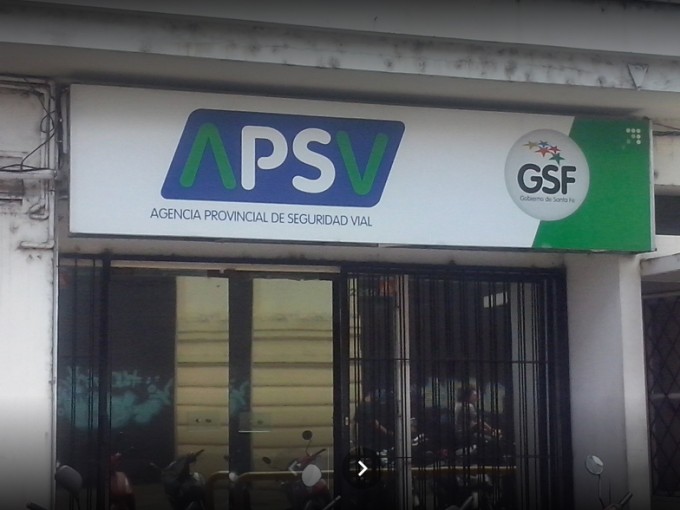 APSV
AGENCIA PROVINCIAL DE SEGURIDAD VIAL
GSF
Gobierno de Santa Fe